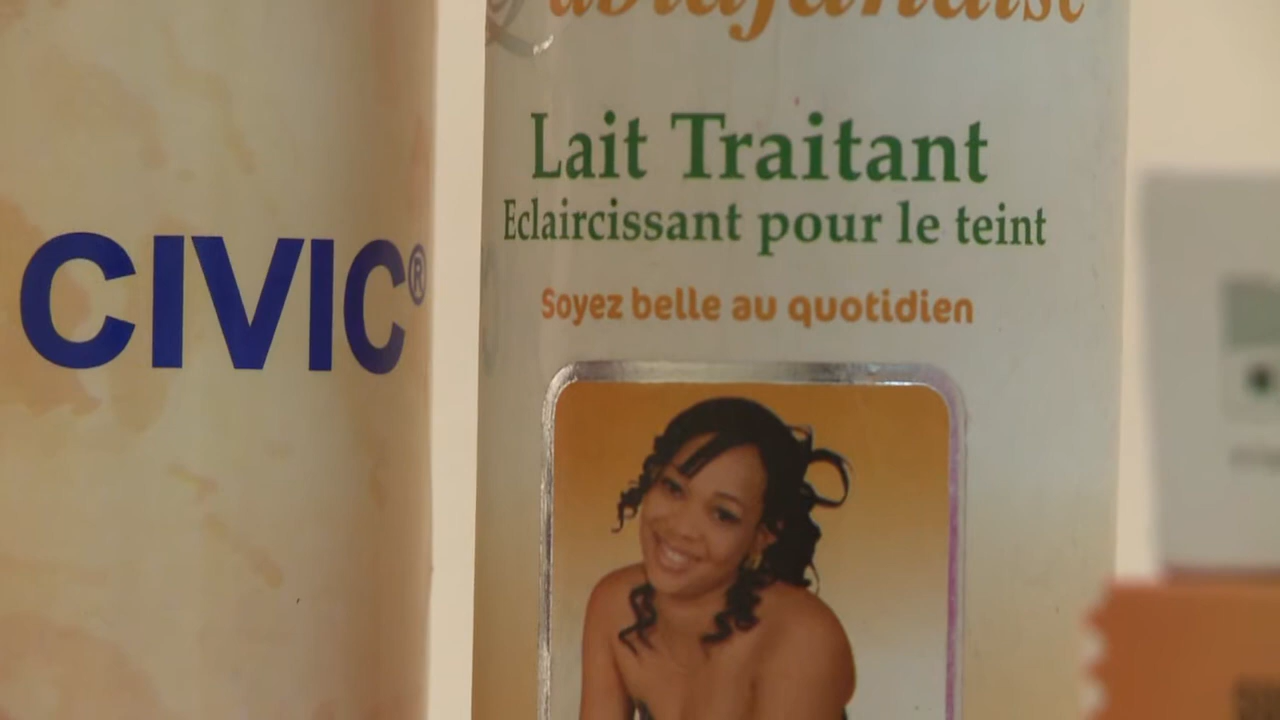 CIVIC®
Lait Traitant
Eclaircissant pour le teint
Soyez belle au quotidien